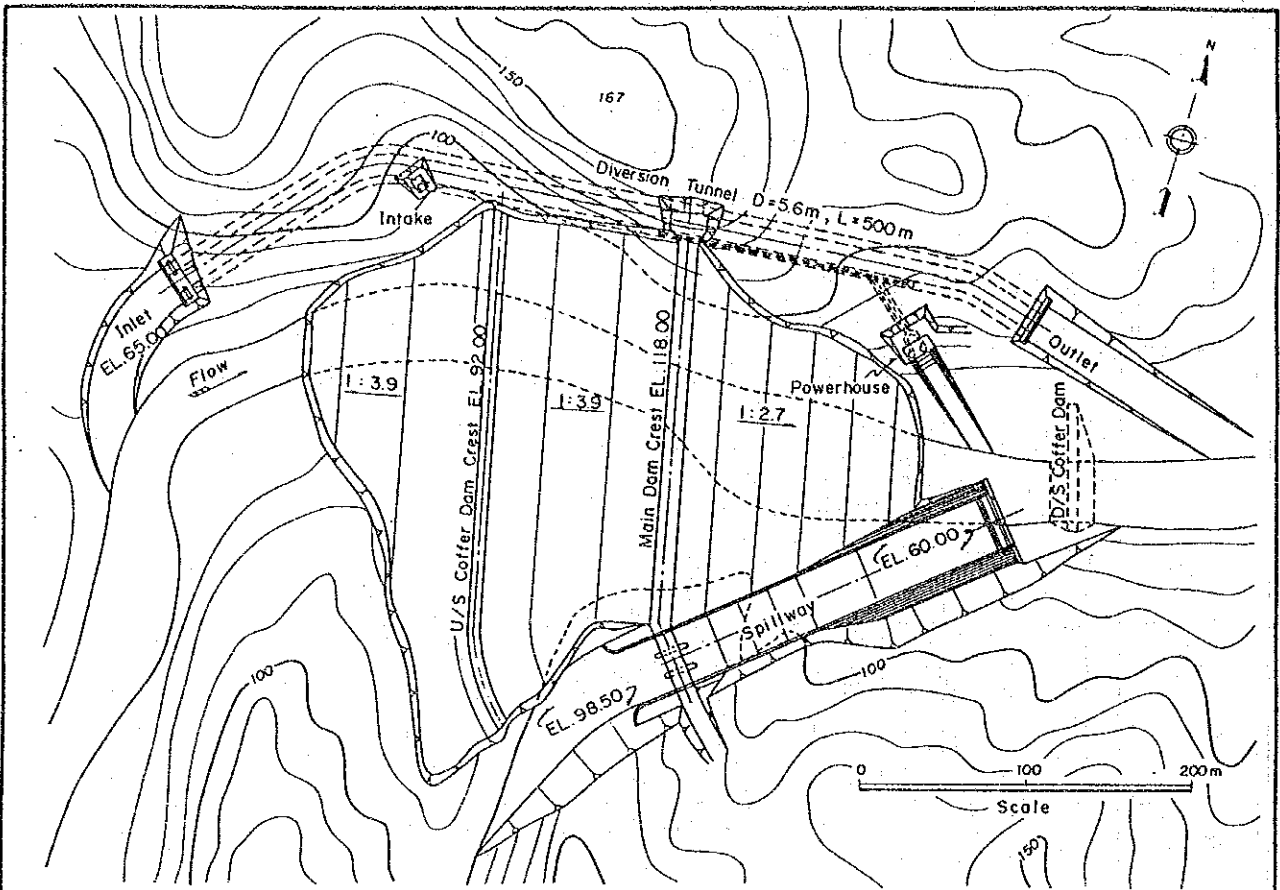 N
150
167
100
Diversion Tunnel D=5.6m, L=500m
Intake
Inlet
EL.65.00
Flow
Outlet
1:3.9
U/S Coffer Dam Crest EL.92.00
1:3.9
Main Dam Crest EL.118.00
1:2.7
Powerhouse
D/S Coffer Dam
EL.60.00
Spillway
100
100
EL.98.50
0 100 200m
Scale
150